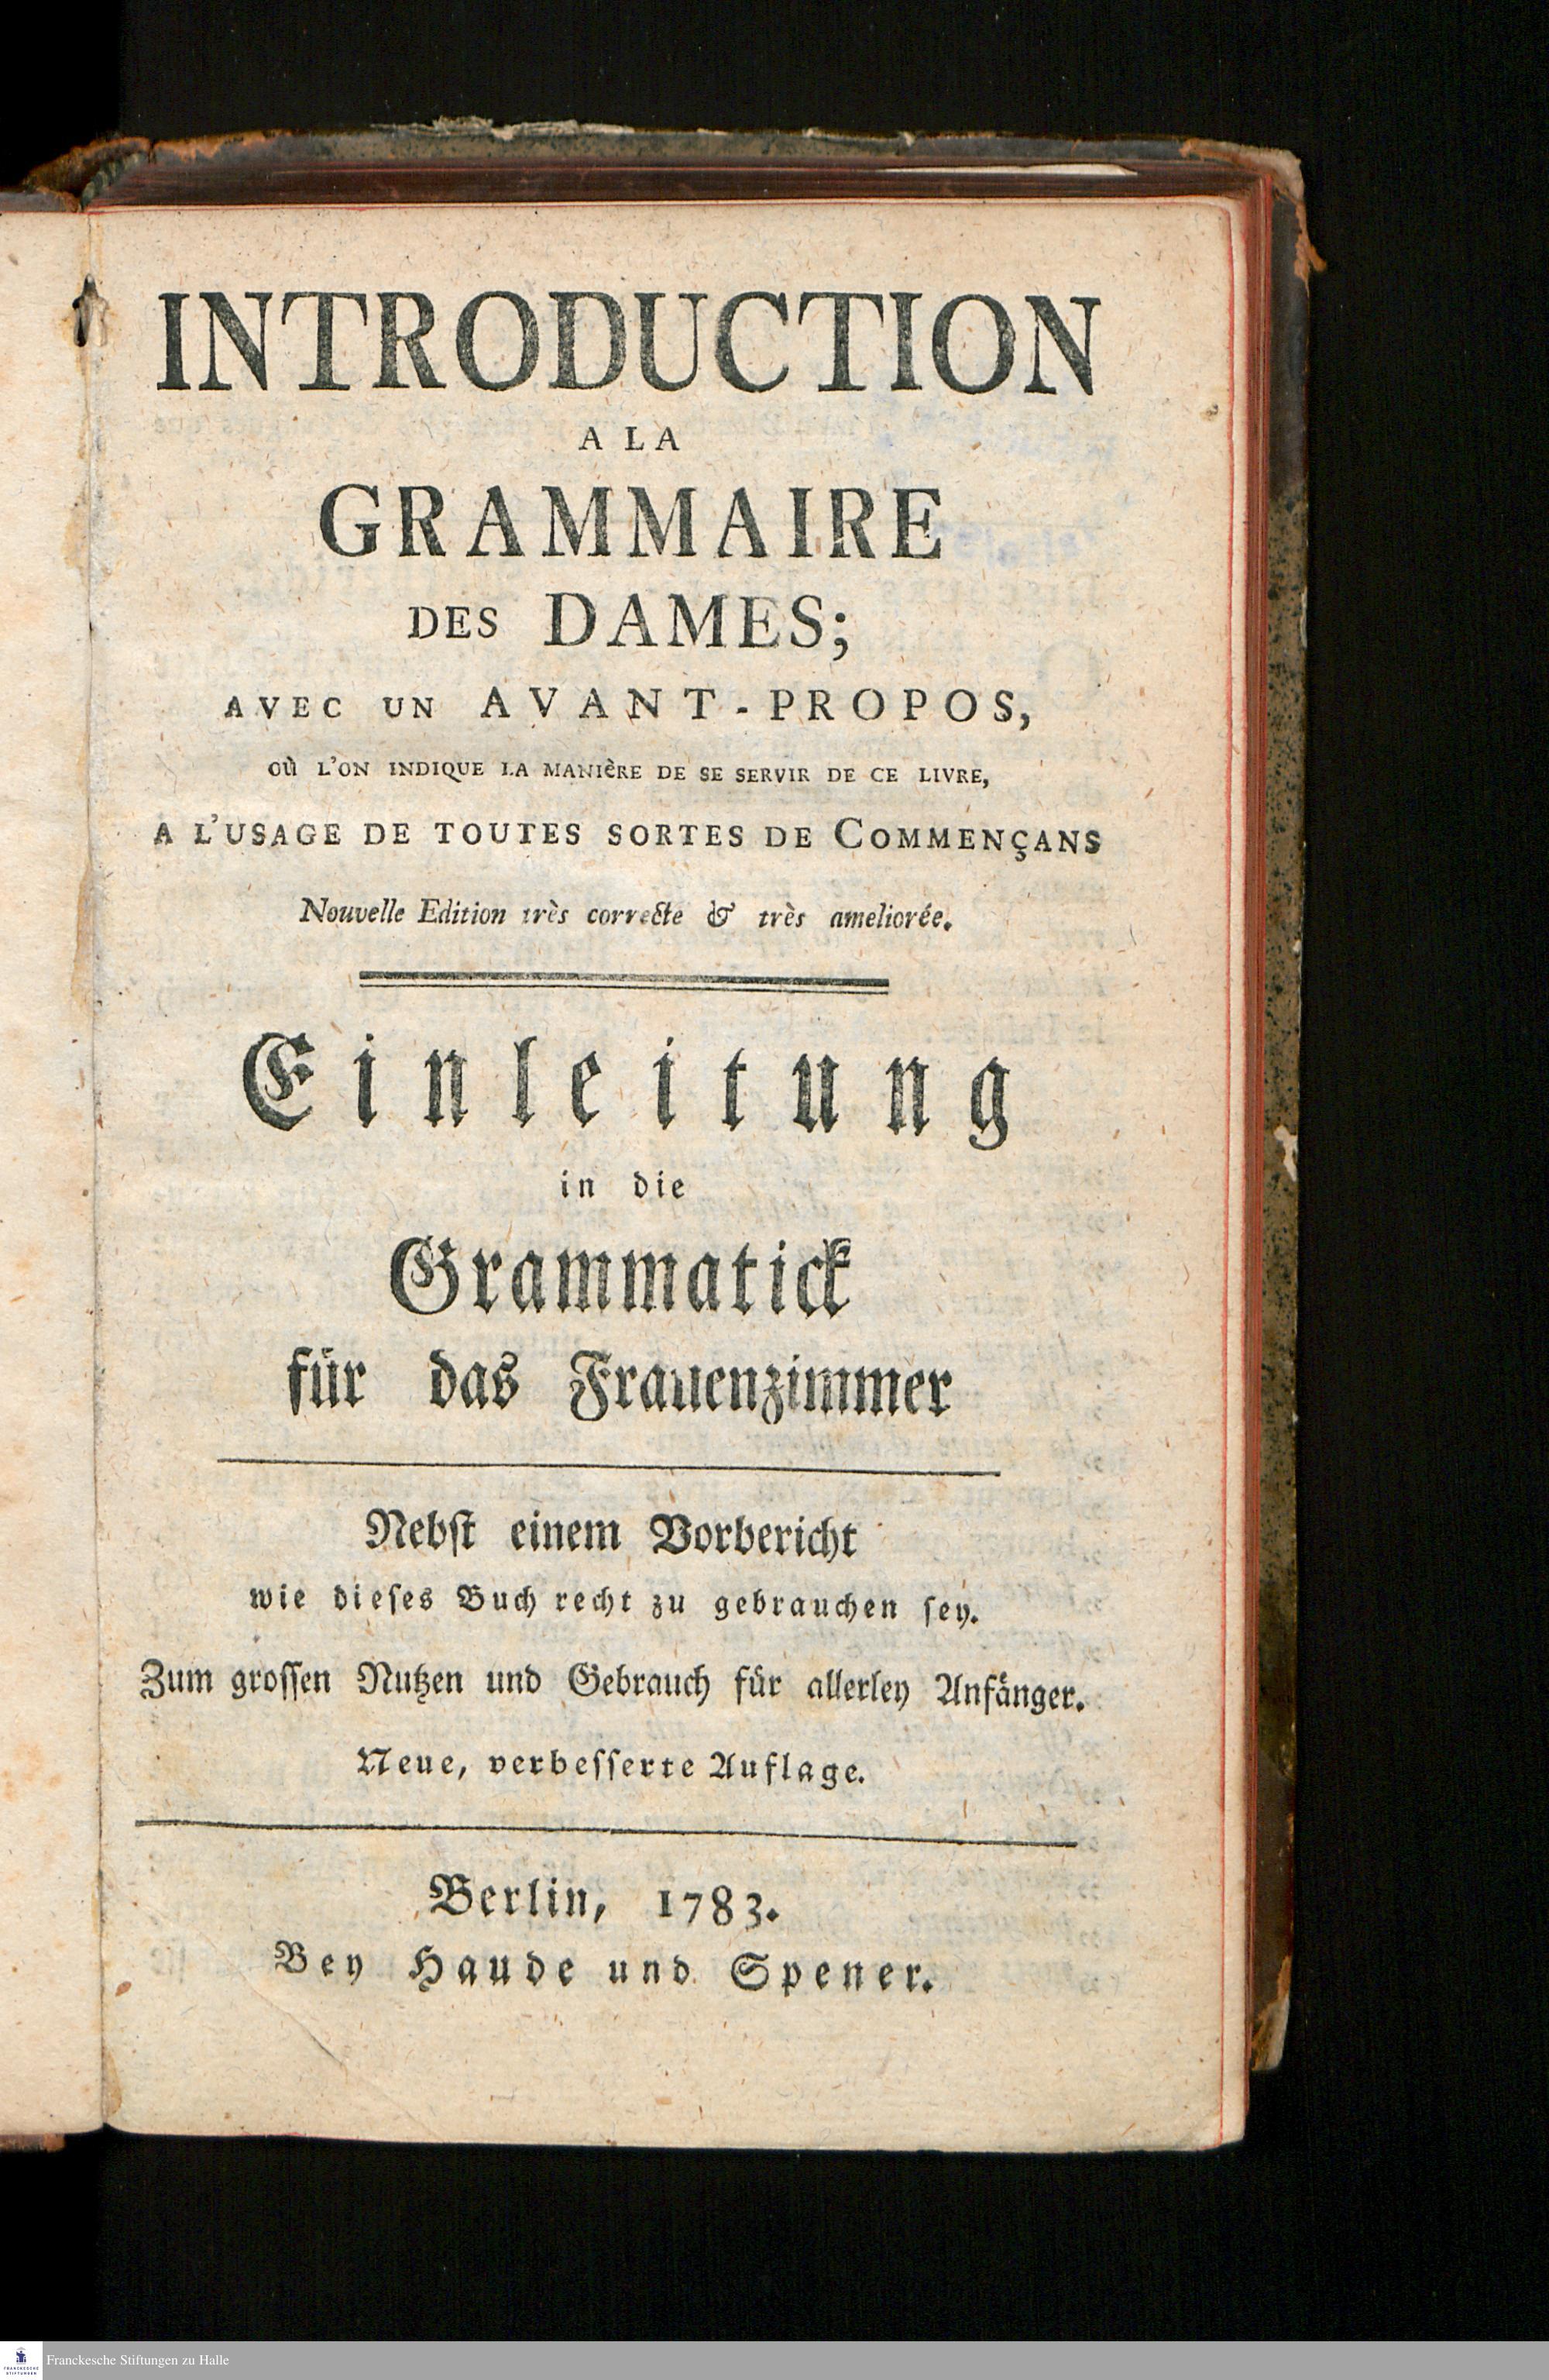 INTRODUCTION
A LA
GRAMMAIRE
DES DAMES;
AVEC UN AVANT-PROPOS,
Où L'ON INDIQUE LA MANIèRE DE SE SERVIR DE CE LIVRE,
A L'USAGE DE TOUTES SORTES DE COMMENÇANS
Nouvelle Edition très correcte & très ameliorée.
Einleitung
in die
Grammatick
für das Frauenzimmer
Nebſt einem Vorbericht
wie dieſes Buch recht zu gebrauchen ſey.
Zum groſſen Nutzen und Gebrauch für allerley Anfänger.
Neue, verbeſſerte Auflage.
Berlin, 1783.
Bey Haude und Spener.
FRANCKESCHE
STIFTUNGEN
Franckesche Stiftungen zu Halle